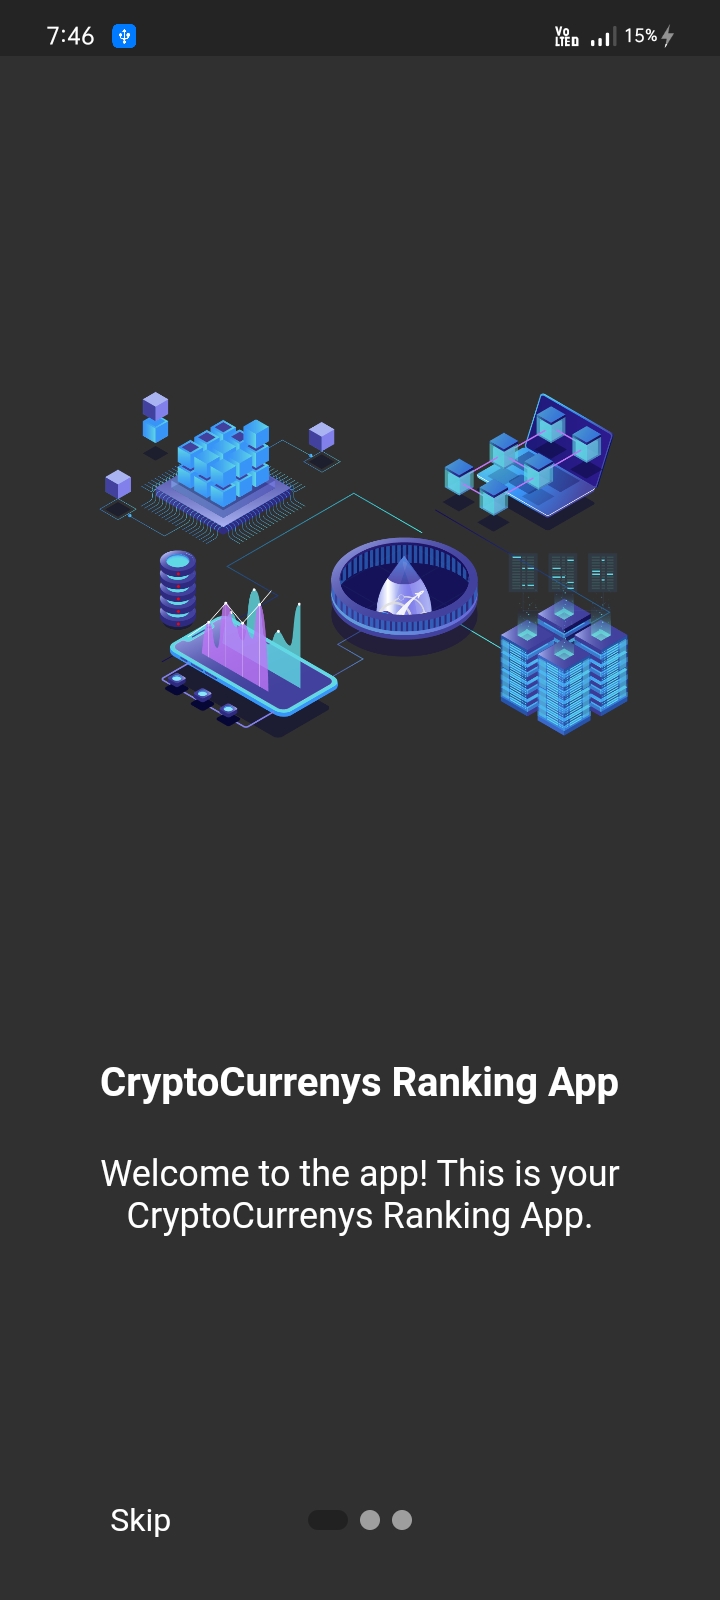 7:46
Vo LTE D
15%
CryptoCurrenys Ranking App
Welcome to the app! This is your
CryptoCurrenys Ranking App.
Skip